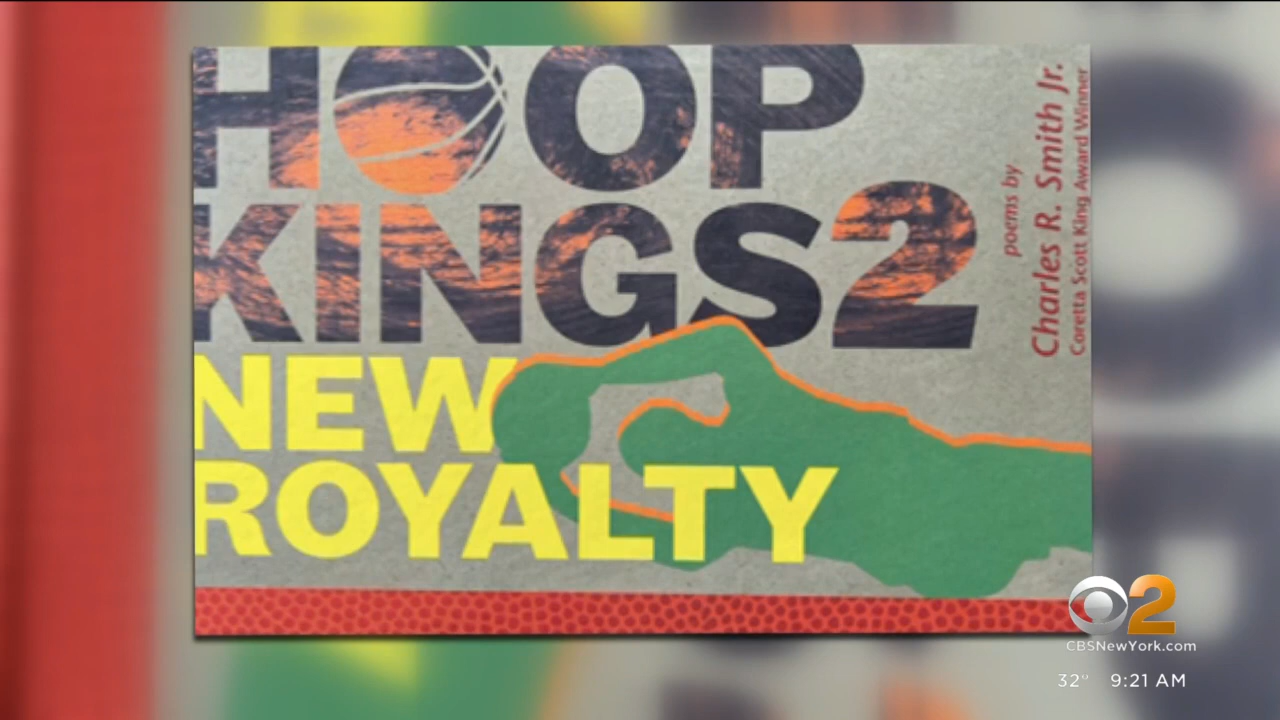 HOOP
KINGS2
NEW
ROYALTY
poems by
Charles R. Smith Jr.
Coretta Scott King Award Winner
2
CBSNewYork.com
32° 9:21 AM